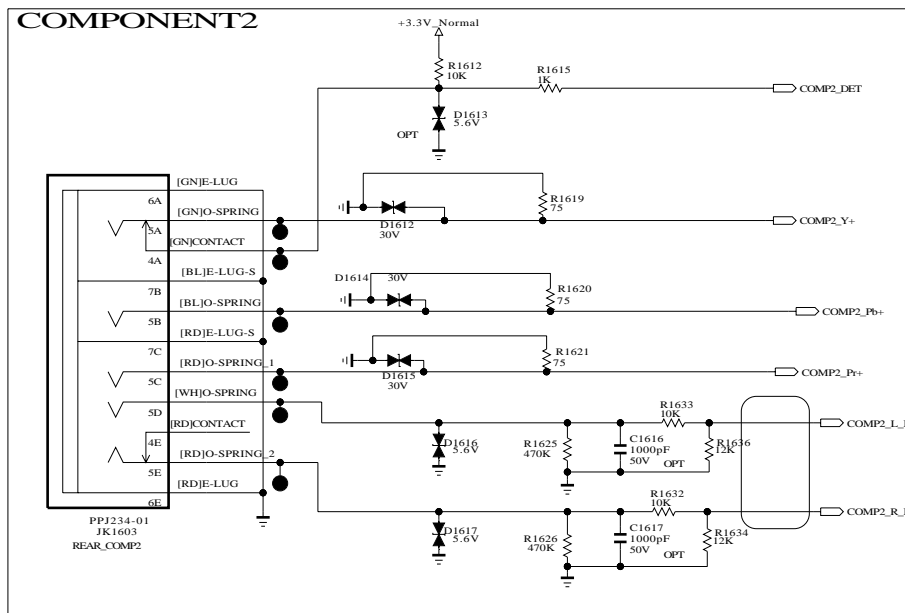 COMPONENT2
+3.3V_Normal
R1612
10K
R1615
1K
COMP2_DET
D1613
5.6V
OPT
[GN]E-LUG
6A
[GN]O-SPRING
5A
[GN]CONTACT
4A
[BL]E-LUG-S
7B
[BL]O-SPRING
5B
[RD]E-LUG-S
7C
[RD]O-SPRING_1
5C
[WH]O-SPRING
5D
[RD]CONTACT
4E
[RD]O-SPRING_2
5E
[RD]E-LUG
6E
PPJ234-01
JK1603
REAR_COMP2
R1619
75
D1612
30V
COMP2_Y+
D1614
30V
R1620
75
COMP2_Pb+
R1621
75
D1615
30V
COMP2_Pr+
D1616
5.6V
R1625
470K
C1616
1000pF
50V
OPT
R1633
10K
R1636
12K
COMP2_L_
D1617
5.6V
R1626
470K
C1617
1000pF
50V
OPT
R1632
10K
R1634
12K
COMP2_R_